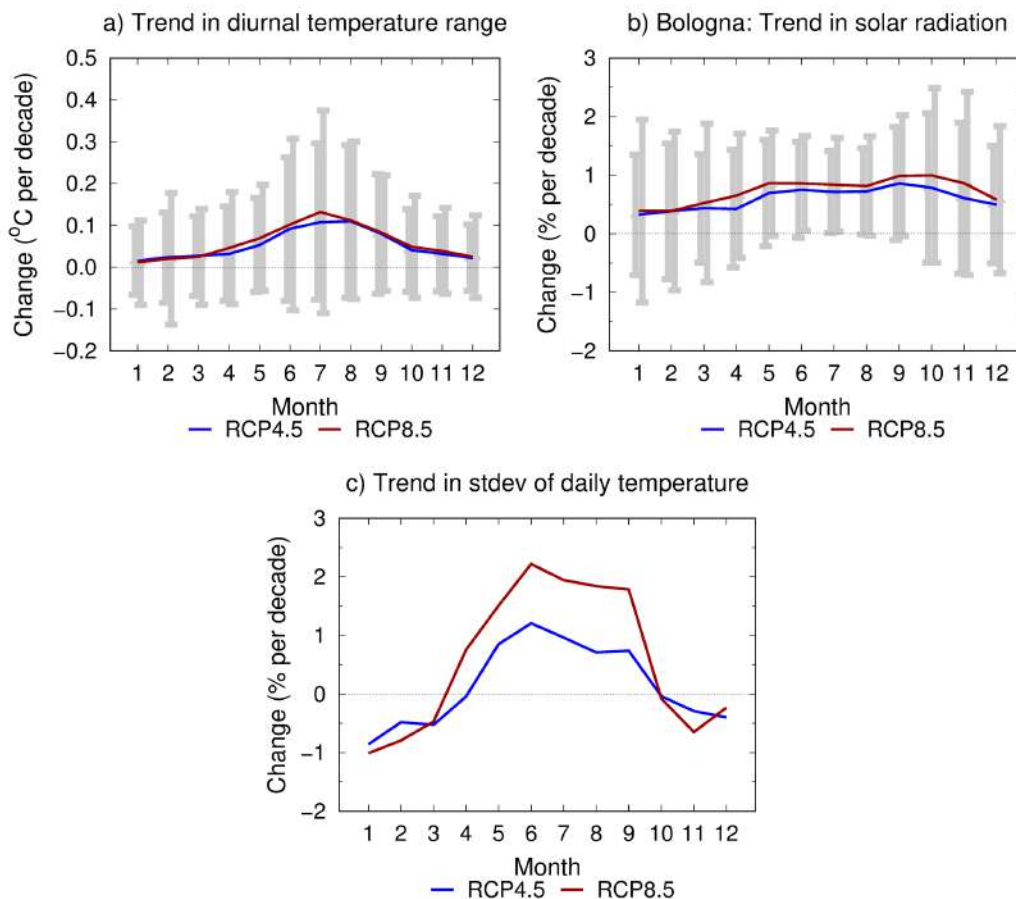 a) Trend in diurnal temperature range
Change (°C per decade)
0.5
0.4
0.3
0.2
0.1
0.0
−0.1
−0.2
1 2 3 4 5 6 7 8 9 10 11 12
Month
RCP4.5 RCP8.5
b) Bologna: Trend in solar radiation
Change (% per decade)
3
2
1
0
−1
−2
1 2 3 4 5 6 7 8 9 10 11 12
Month
RCP4.5 RCP8.5
c) Trend in stdev of daily temperature
Change (% per decade)
3
2
1
0
−1
−2
1 2 3 4 5 6 7 8 9 10 11 12
Month
RCP4.5 RCP8.5